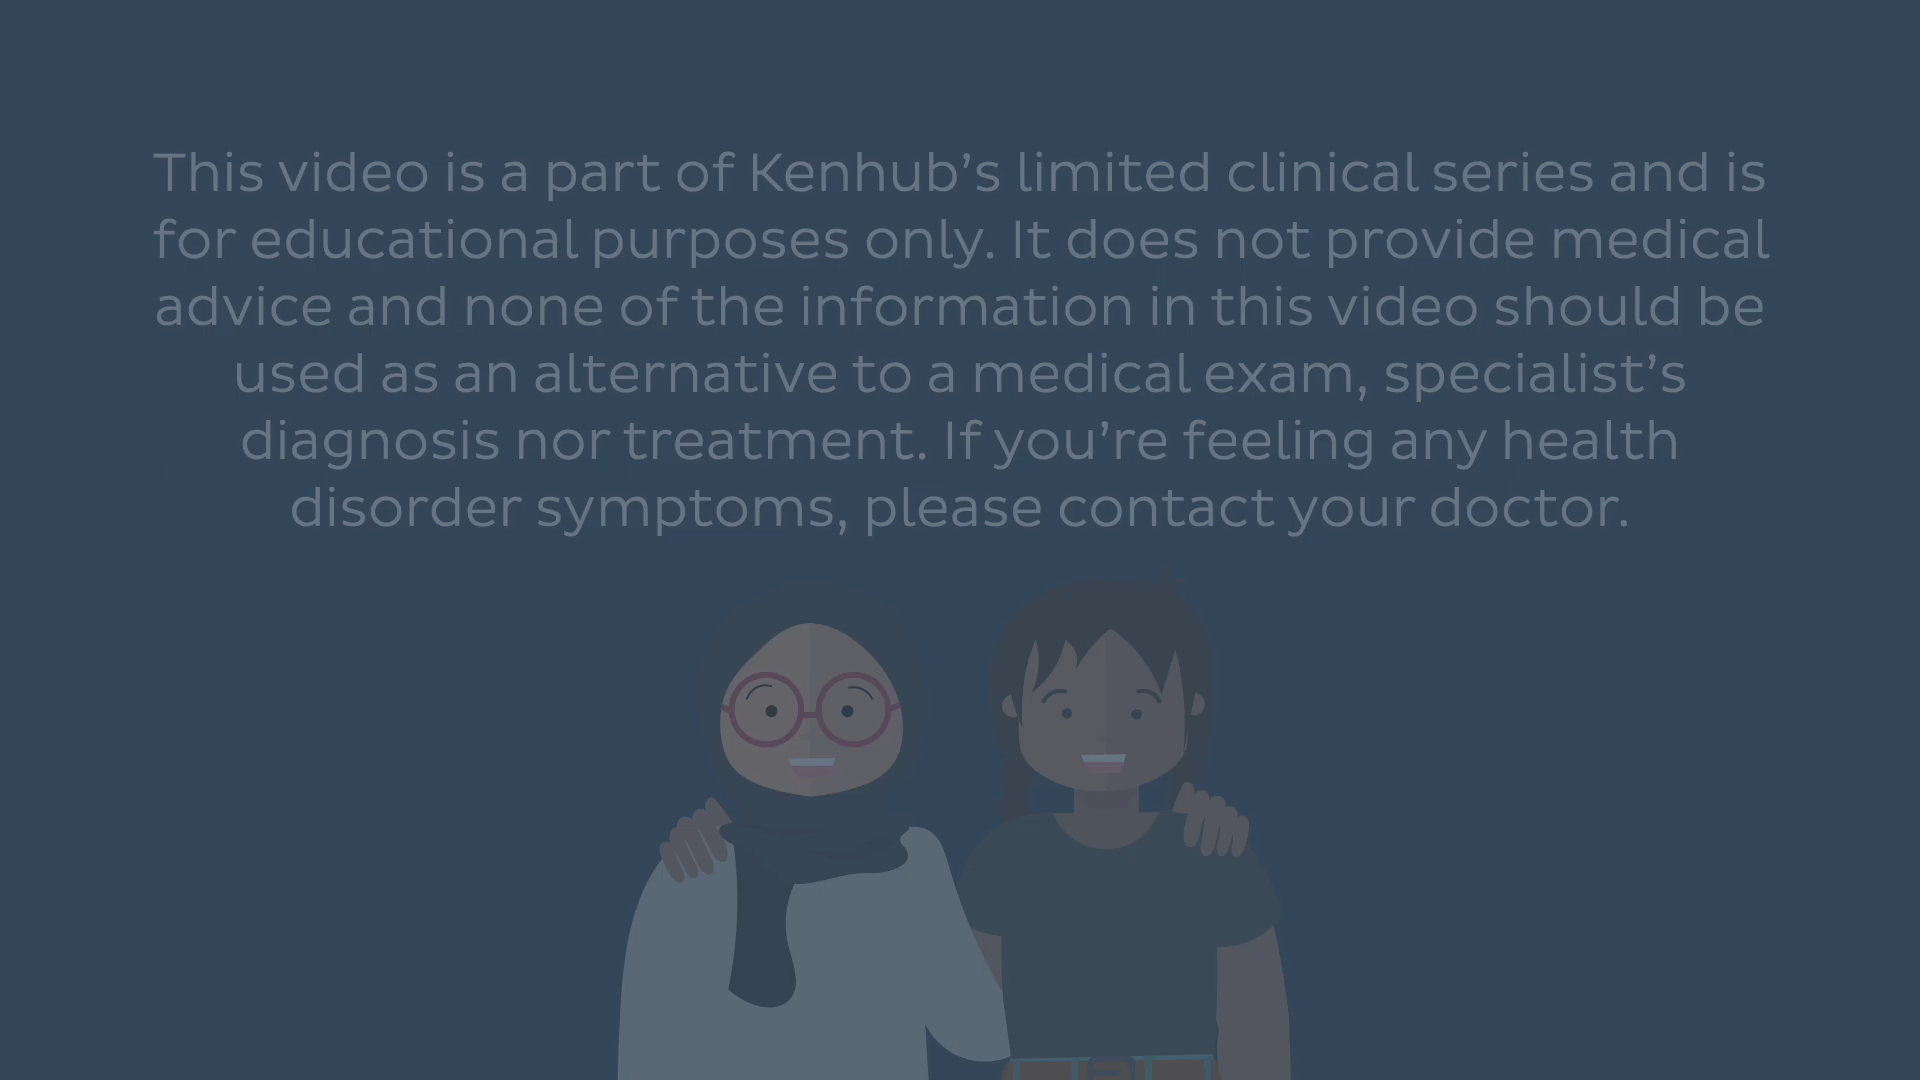 This video is a part of Kenhub’s limited clinical series and is
for educational purposes only. It does not provide medical
advice and none of the information in this video should be
used as an alternative to a medical exam, specialist’s
diagnosis nor treatment. If you’re feeling any health
disorder symptoms, please contact your doctor.